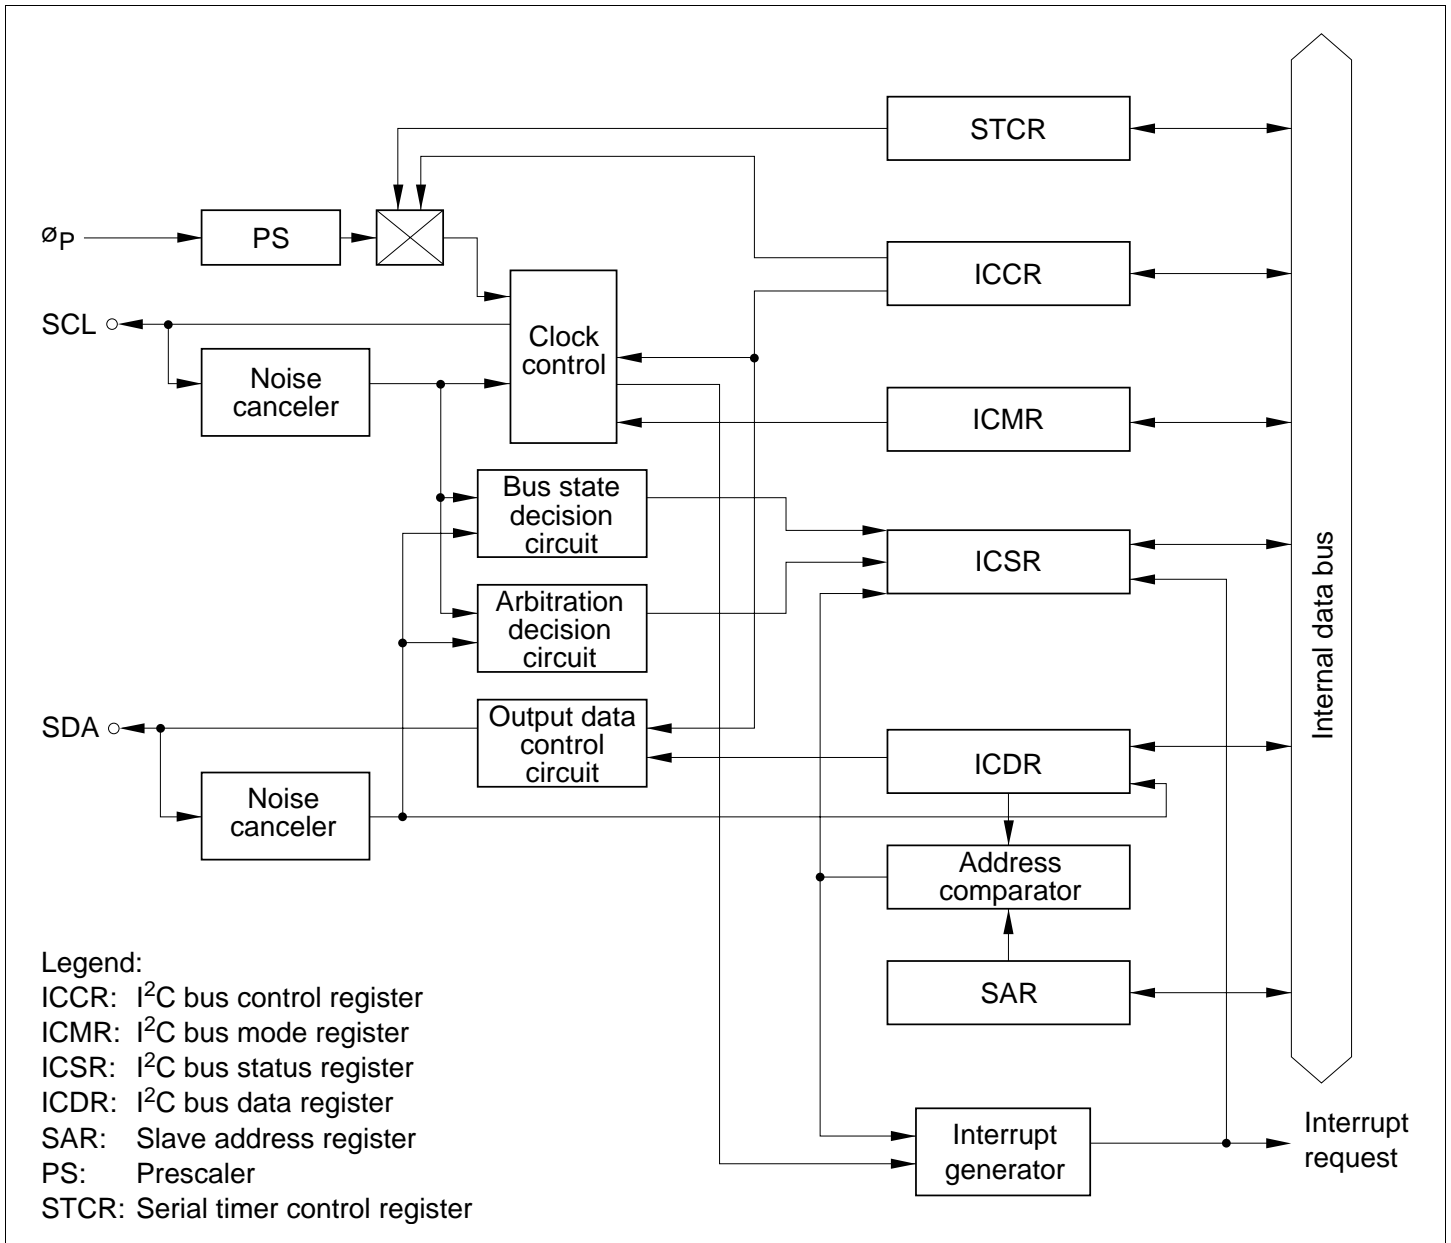 STCR
øP
PS
ICCR
SCL
Clock
control
Noise
canceler
ICMR
Bus state
decision
circuit
ICSR
Arbitration
decision
circuit
Internal data bus
SDA
Output data
control
circuit
ICDR
Noise
canceler
Address
comparator
SAR
Legend:
ICCR: I²C bus control register
ICMR: I²C bus mode register
ICSR: I²C bus status register
ICDR: I²C bus data register
SAR: Slave address register
PS: Prescaler
STCR: Serial timer control register
Interrupt
generator
Interrupt
request